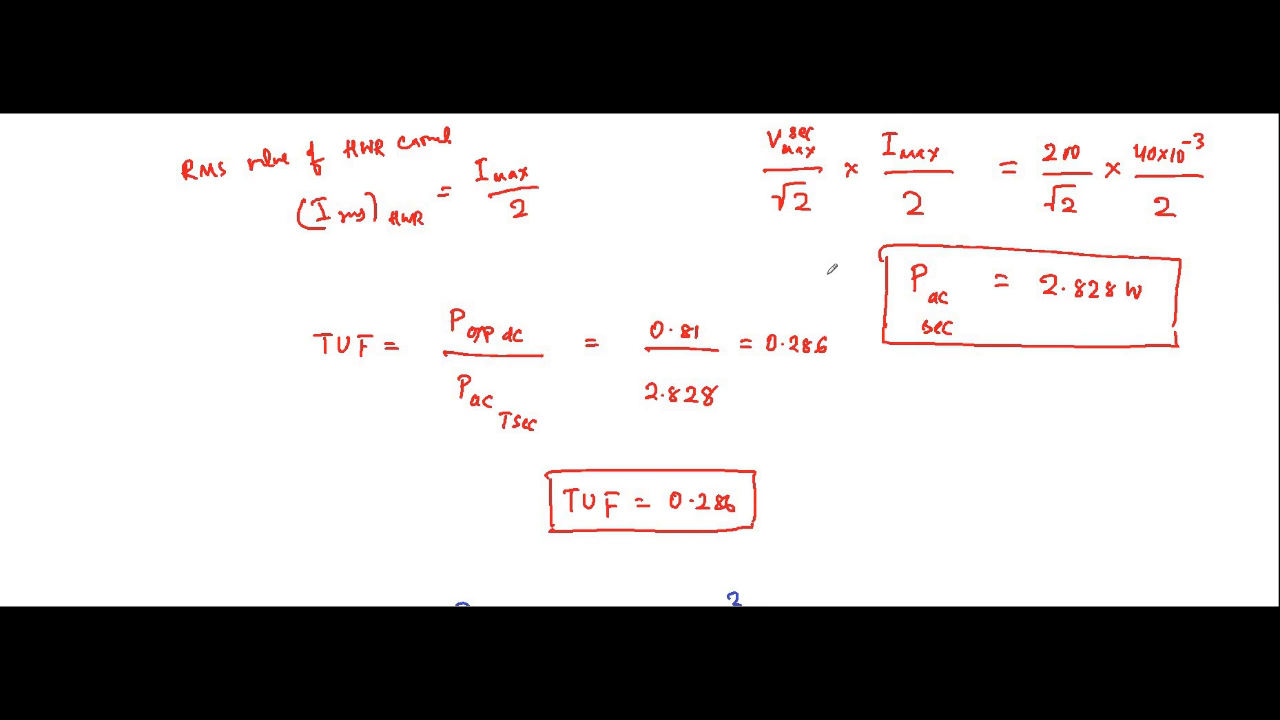 RMS value of HWR current
(I rms) HWR = I max / 2
V max sec / √2 × I max / 2 = 200 / √2 × 40×10⁻³ / 2
P ac sec = 2.828 W
TUF = P o/p dc / P ac Tsec = 0.81 / 2.828 = 0.286
TUF = 0.286
2